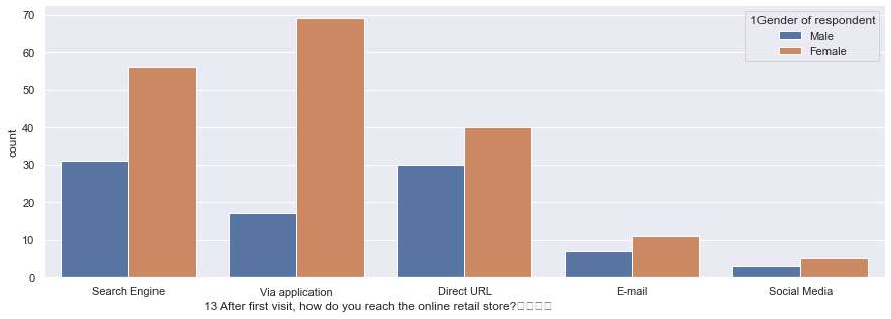 1Gender of respondent
Male
Female
70
60
50
40
30
20
10
0
count
Search Engine
Via application
Direct URL
E-mail
Social Media
13 After first visit, how do you reach the online retail store?